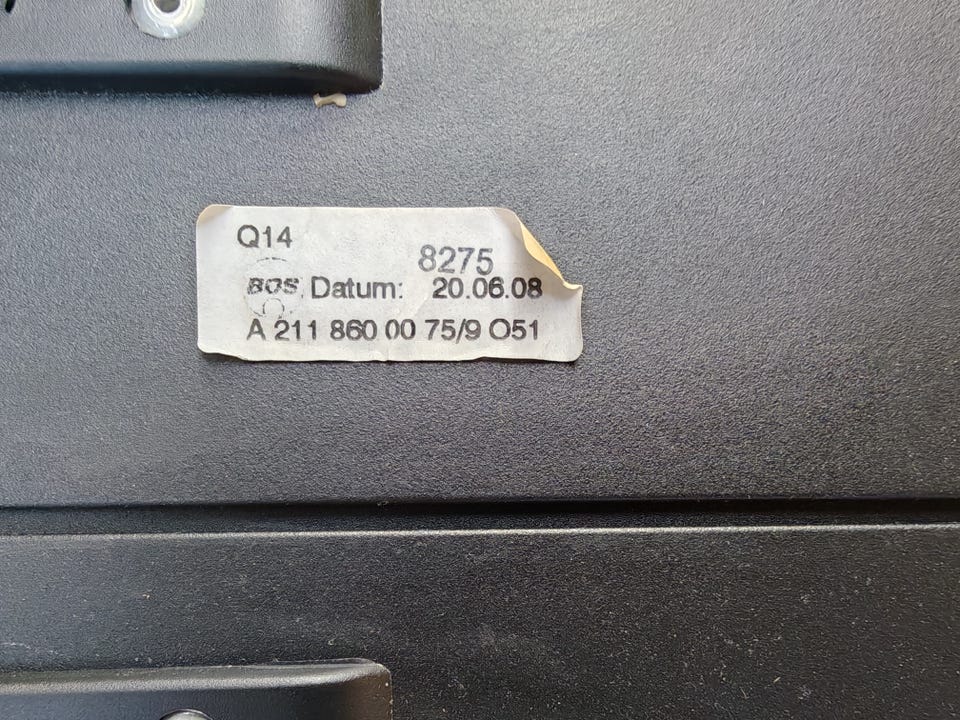 Q14
8275
BOS Datum: 20.06.08
A 211 860 00 75/9 O51